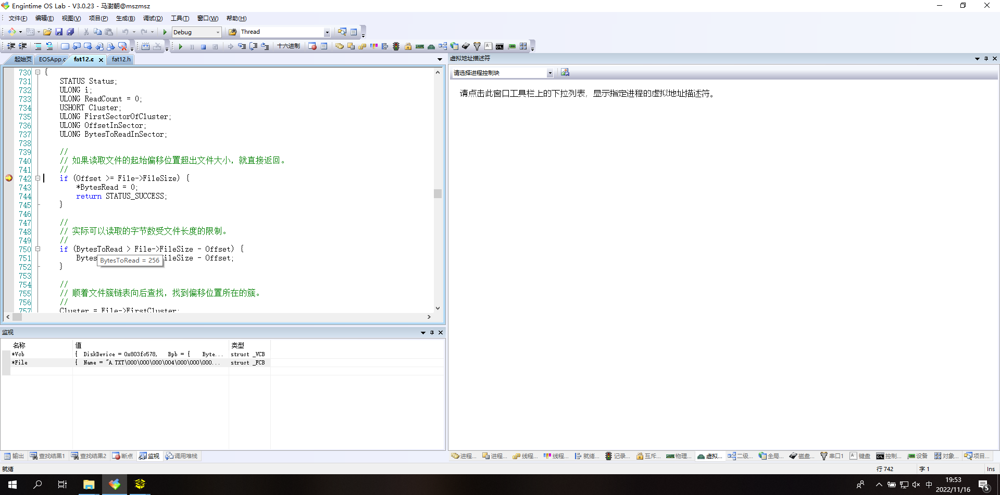 Engintime OS Lab - V3.0.23 - 马澍朝@mszmsz
文件(F) 编辑(E) 视图(V) 项目(P) 生成(B) 调试(D) 工具(T) 窗口(W) 帮助(H)
Debug Thread
十六进制
起始页 EOSApp.c fat12.c fat12.h
730 {
731 STATUS Status;
732 ULONG i;
733 ULONG ReadCount = 0;
734 USHORT Cluster;
735 ULONG FirstSectorOfCluster;
736 ULONG OffsetInSector;
737 ULONG BytesToReadInSector;
738
739 //
740 // 如果读取文件的起始偏移位置超出文件大小，就直接返回。
741 //
742 if (Offset >= File->FileSize) {
743 *BytesRead = 0;
744 return STATUS_SUCCESS;
745 }
746
747 //
748 // 实际可以读取的字节数受文件长度的限制。
749 //
750 if (BytesToRead > File->FileSize - Offset) {
751 Bytes FileSize - Offset;
BytesToRead = 256
752 }
753
754 //
755 // 顺着文件簇链表向后查找，找到偏移位置所在的簇。
756 //
757 Cluster = File->FirstCluster;
监视
名称 值 类型
*Vcb { DiskDevice = 0x803fc578, Bpb = { Byte... struct _VCB
*File { Name = "A.TXT\000\000\000\004\000\000\000... struct _FCB
输出 查找结果1 查找结果2 断点 监视 调用堆栈
虚拟地址描述符
请选择进程控制块
请点击此窗口工具栏上的下拉列表，显示指定进程的虚拟地址描述符。
进程... 进程... 线程... 线程... 就绪... 记录... 互斥... 物理... 虚拟... 二级... 全局... 磁盘... 串口1 键盘 控制... 设备 对象... 项目...
就绪 行 742 字 1 Ins
中 19:53
2022/11/16 5